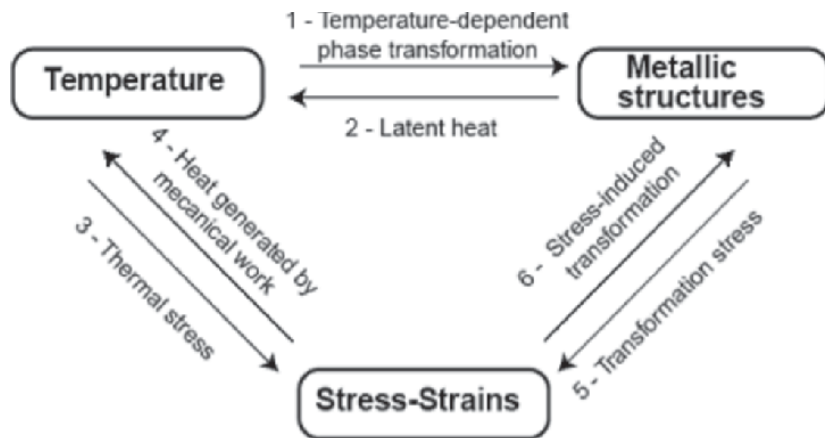 1 - Temperature-dependent
phase transformation
Temperature
Metallic
structures
2 - Latent heat
4 - Heat generated by
mecanical work
3 - Thermal stress
6 - Stress-induced
transformation
5 - Transformation stress
Stress-Strains